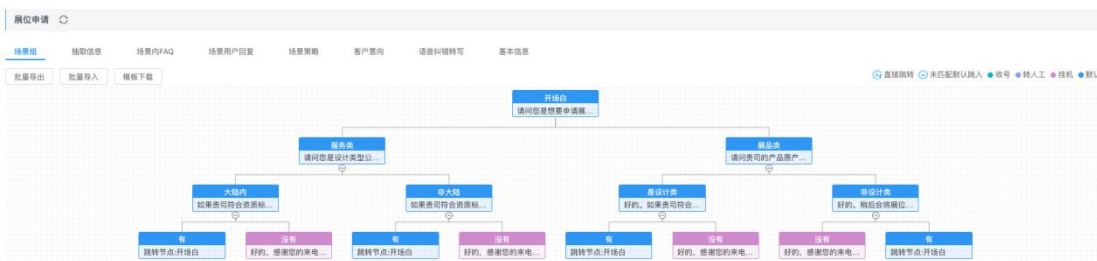 展位申请
场景组 抽取信息 场景内FAQ 场景用户回复 场景策略 客户意向 语音纠错转写 基本信息
批量导出 批量导入 模板下载
直接跳转 未匹配默认跳入 收号 转人工 挂机 默认
开场白
请问您是想要申请展...
服务类 展品类
请问您是设计类型公... 请问贵司的产品原产...
大陆内 非大陆 是设计类 非设计类
如果贵司符合资质标... 如果贵司符合资质标... 好的，如果贵司符合... 好的，稍后会将展位...
有 没有 有 没有 有 没有 没有 有
跳转节点:开场白 好的，感谢您的来电... 跳转节点:开场白 好的，感谢您的来电... 跳转节点:开场白 好的，感谢您的来电... 好的，感谢您的来电... 跳转节点:开场白